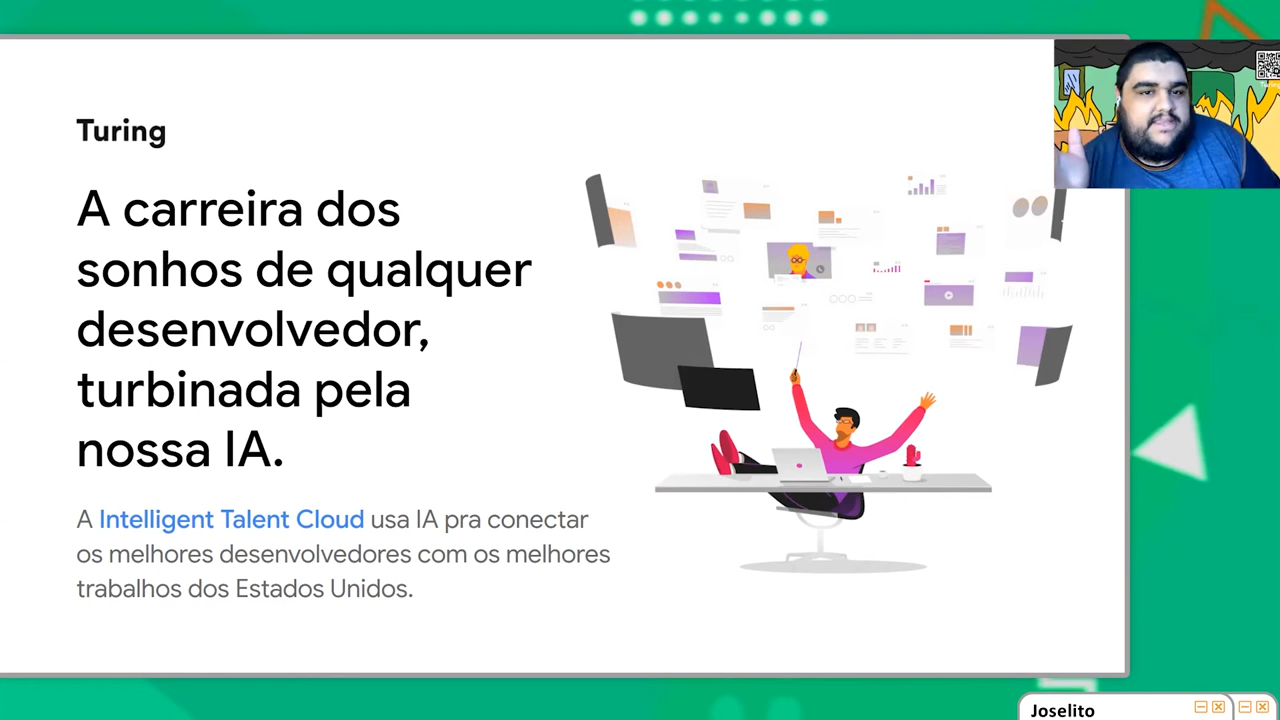 Turing
A carreira dos
sonhos de qualquer
desenvolvedor,
turbinada pela
nossa IA.
A Intelligent Talent Cloud usa IA pra conectar
os melhores desenvolvedores com os melhores
trabalhos dos Estados Unidos.
Joselito